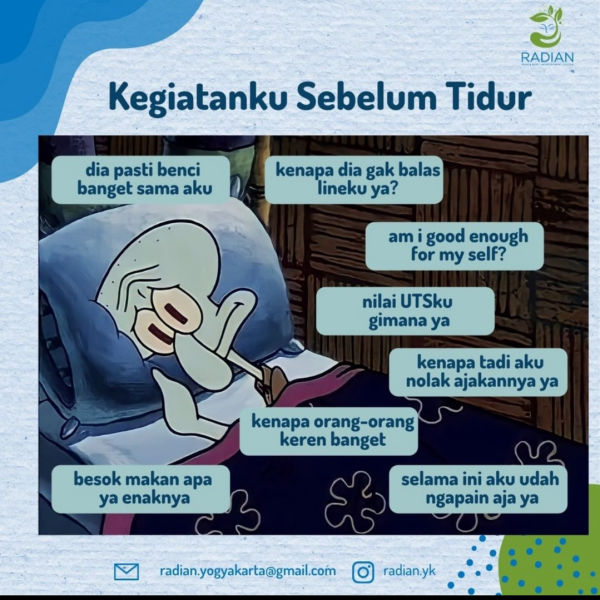 RADIAN
Kegiatanku Sebelum Tidur
dia pasti benci
banget sama aku
kenapa dia gak balas
lineku ya?
am i good enough
for my self?
nilai UTSku
gimana ya
kenapa tadi aku
nolak ajakannya ya
kenapa orang-orang
keren banget
besok makan apa
ya enaknya
selama ini aku udah
ngapain aja ya
radian.yogyakarta@gmail.com
radian.yk